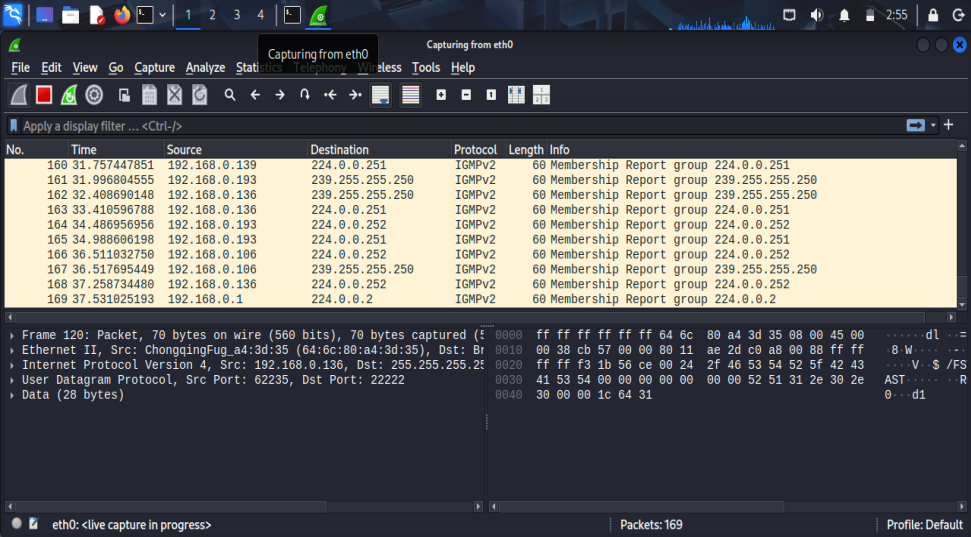 1 2 3 4 2:55
Capturing from eth0
Capturing from eth0
File Edit View Go Capture Analyze Statistics Telephony Wireless Tools Help
Apply a display filter … <Ctrl-/>
No. Time Source Destination Protocol Length Info
160 31.757447851 192.168.0.139 224.0.0.251 IGMPv2 60 Membership Report group 224.0.0.251
161 31.996804555 192.168.0.193 239.255.255.250 IGMPv2 60 Membership Report group 239.255.255.250
162 32.408690148 192.168.0.136 239.255.255.250 IGMPv2 60 Membership Report group 239.255.255.250
163 33.410596788 192.168.0.136 224.0.0.251 IGMPv2 60 Membership Report group 224.0.0.251
164 34.486956956 192.168.0.193 224.0.0.252 IGMPv2 60 Membership Report group 224.0.0.252
165 34.988606198 192.168.0.193 224.0.0.251 IGMPv2 60 Membership Report group 224.0.0.251
166 36.511032750 192.168.0.106 224.0.0.252 IGMPv2 60 Membership Report group 224.0.0.252
167 36.517695449 192.168.0.106 239.255.255.250 IGMPv2 60 Membership Report group 239.255.255.250
168 37.258734480 192.168.0.136 224.0.0.252 IGMPv2 60 Membership Report group 224.0.0.252
169 37.531025193 192.168.0.1 224.0.0.2 IGMPv2 60 Membership Report group 224.0.0.2
Frame 120: Packet, 70 bytes on wire (560 bits), 70 bytes captured (5
Ethernet II, Src: ChongqingFug_a4:3d:35 (64:6c:80:a4:3d:35), Dst: Br
Internet Protocol Version 4, Src: 192.168.0.136, Dst: 255.255.255.25
User Datagram Protocol, Src Port: 62235, Dst Port: 22222
Data (28 bytes)
0000 ff ff ff ff ff ff 64 6c 80 a4 3d 35 08 00 45 00 ······dl ··=
0010 00 38 cb 57 00 00 80 11 ae 2d c0 a8 00 88 ff ff ·8·W···· ·-··
0020 ff ff f3 1b 56 ce 00 24 2f 46 53 54 52 5f 42 43 ····V··$ /FS
0030 41 53 54 00 00 00 00 00 00 00 52 51 31 2e 30 2e AST····· ··R
0040 30 00 00 1c 64 31 0···d1
eth0: <live capture in progress> Packets: 169 Profile: Default